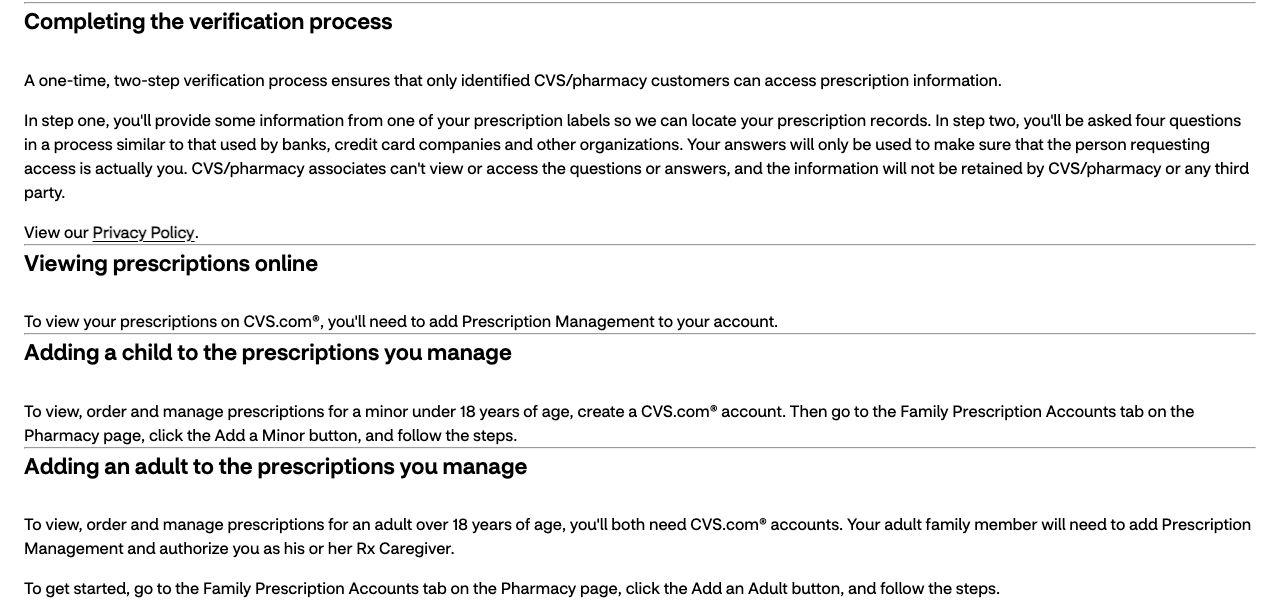 Completing the verification process
A one-time, two-step verification process ensures that only identified CVS/pharmacy customers can access prescription information.
In step one, you'll provide some information from one of your prescription labels so we can locate your prescription records. In step two, you'll be asked four questions
in a process similar to that used by banks, credit card companies and other organizations. Your answers will only be used to make sure that the person requesting
access is actually you. CVS/pharmacy associates can't view or access the questions or answers, and the information will not be retained by CVS/pharmacy or any third
party.
View our Privacy Policy.
Viewing prescriptions online
To view your prescriptions on CVS.com®, you'll need to add Prescription Management to your account.
Adding a child to the prescriptions you manage
To view, order and manage prescriptions for a minor under 18 years of age, create a CVS.com® account. Then go to the Family Prescription Accounts tab on the
Pharmacy page, click the Add a Minor button, and follow the steps.
Adding an adult to the prescriptions you manage
To view, order and manage prescriptions for an adult over 18 years of age, you'll both need CVS.com® accounts. Your adult family member will need to add Prescription
Management and authorize you as his or her Rx Caregiver.
To get started, go to the Family Prescription Accounts tab on the Pharmacy page, click the Add an Adult button, and follow the steps.